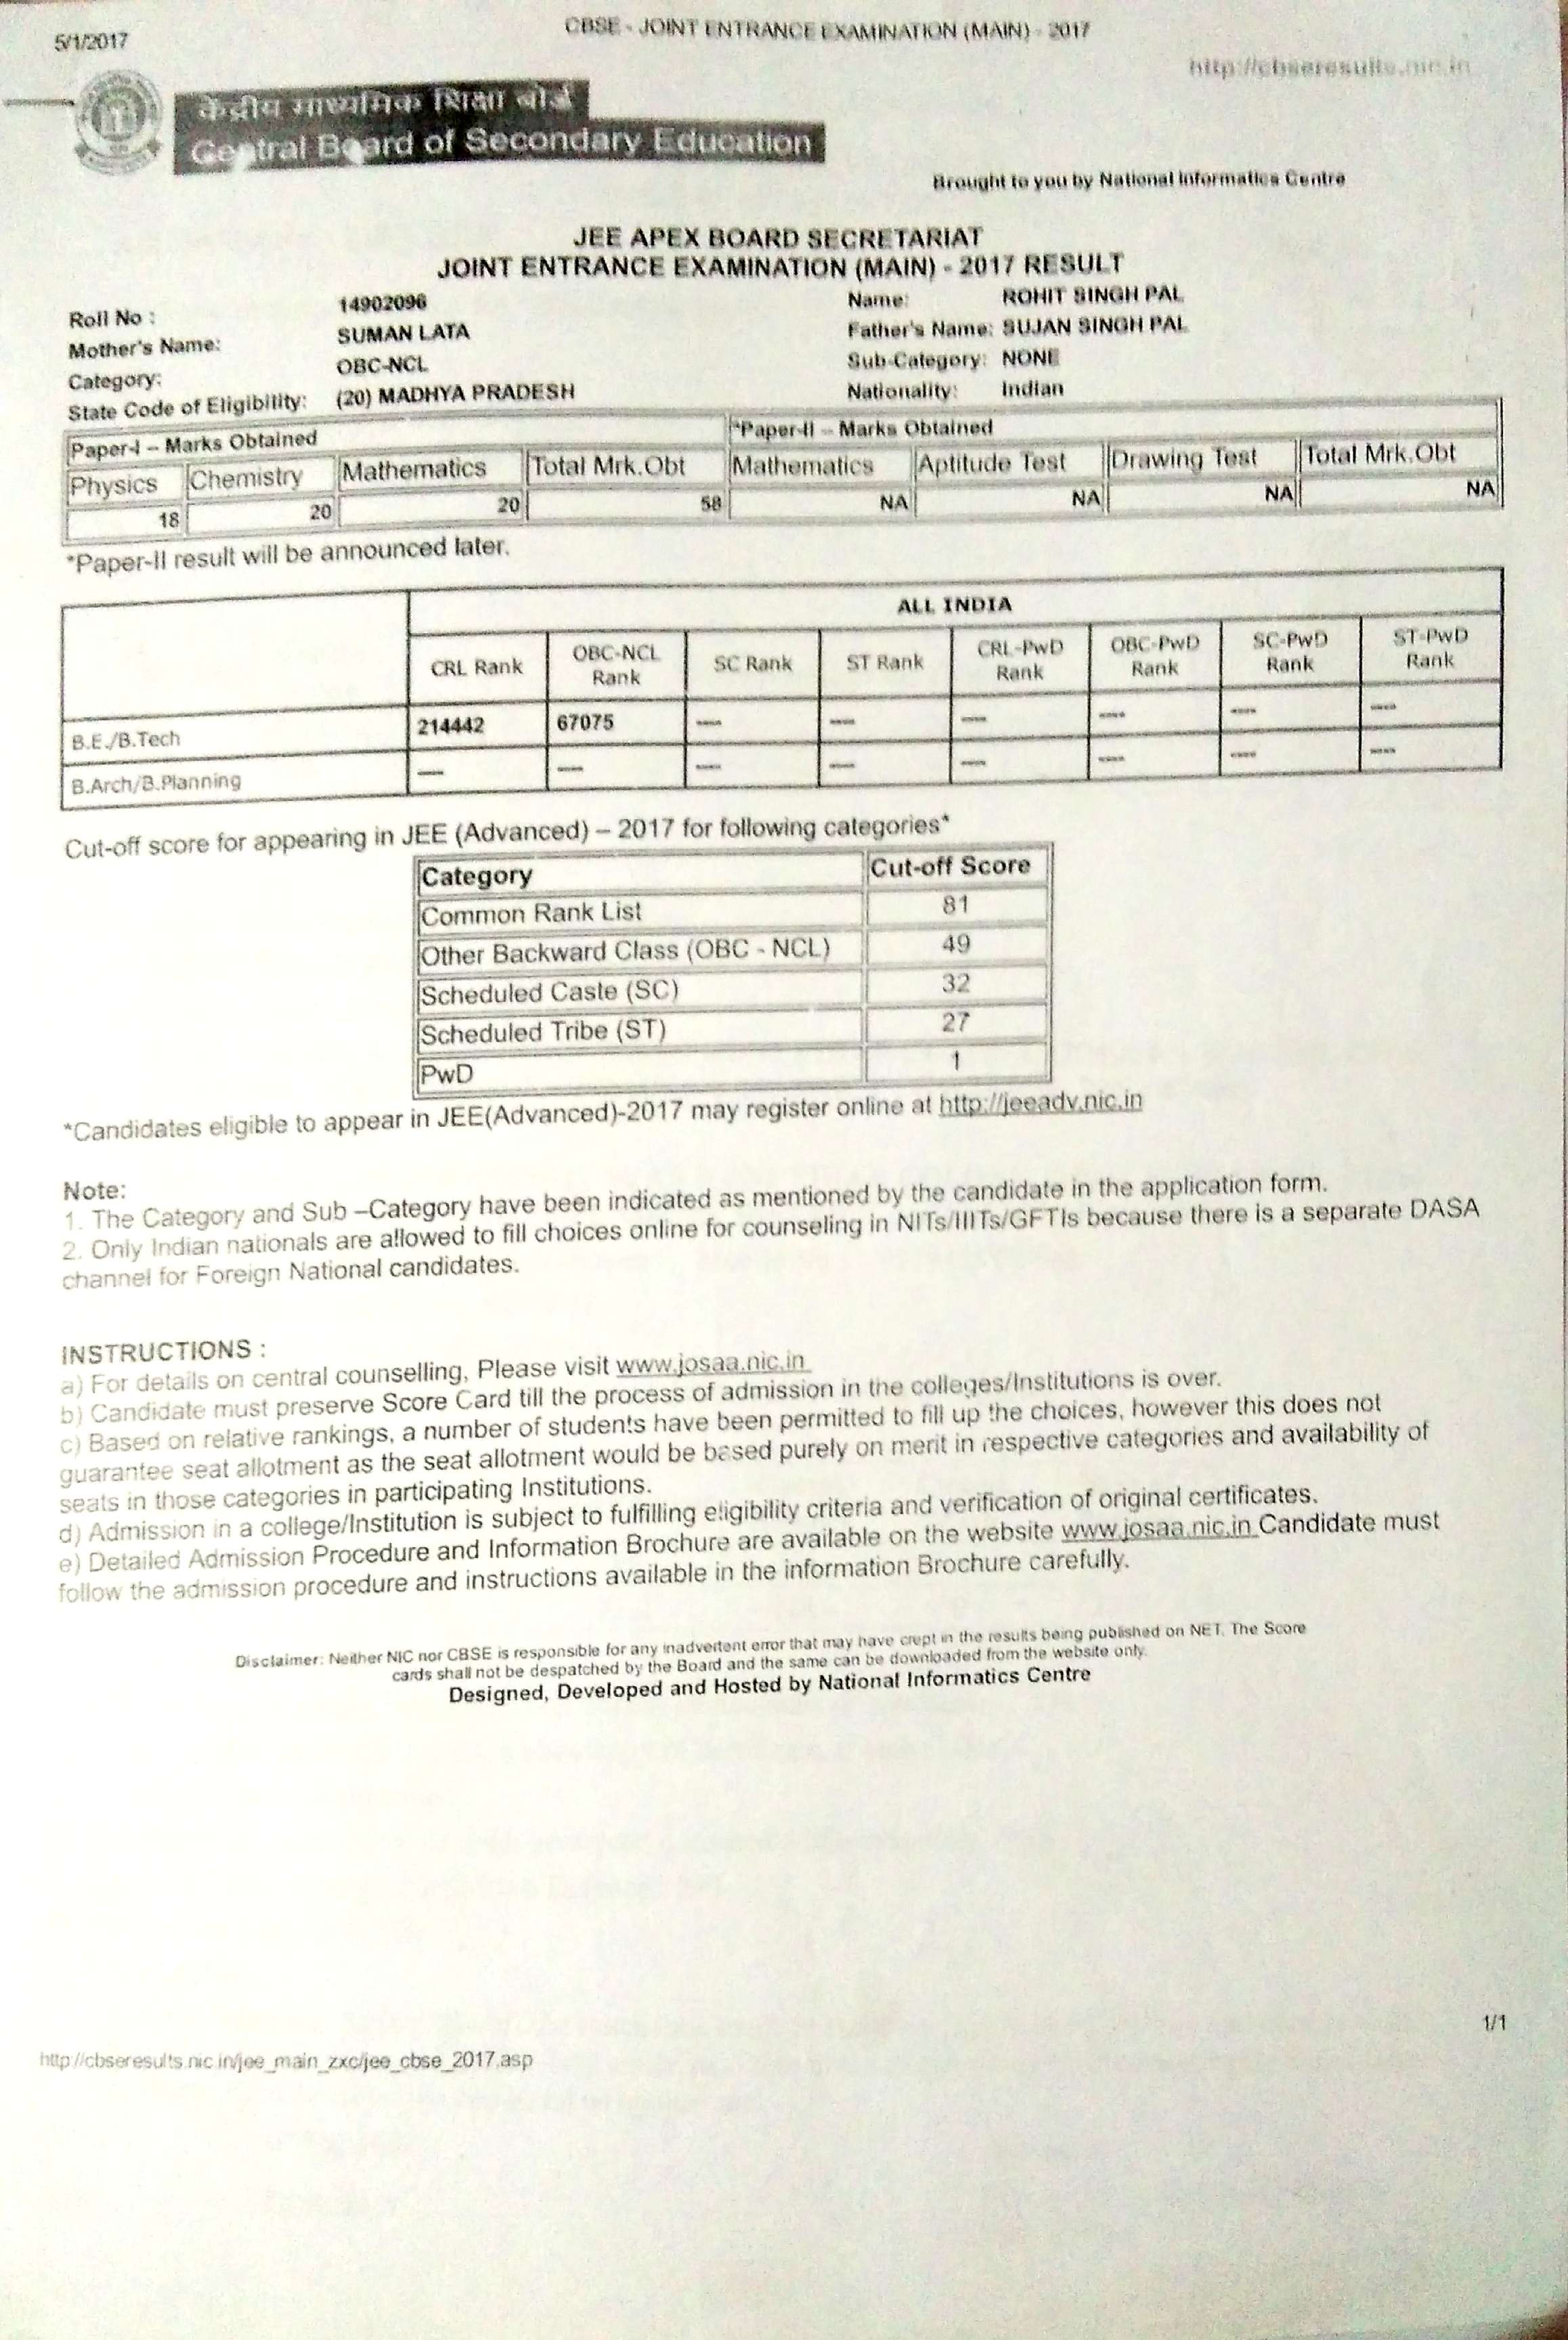 5/1/2017
CBSE - JOINT ENTRANCE EXAMINATION (MAIN) - 2017
http://cbseresults.nic.in
केन्द्रीय माध्यमिक शिक्षा बोर्ड
Central Board of Secondary Education
Brought to you by National Informatics Centre
JEE APEX BOARD SECRETARIAT
JOINT ENTRANCE EXAMINATION (MAIN) - 2017 RESULT
Roll No : 14902096 Name: ROHIT SINGH PAL
Mother's Name: SUMAN LATA Father's Name: SUJAN SINGH PAL
Category: OBC-NCL Sub-Category: NONE
State Code of Eligibility: (20) MADHYA PRADESH Nationality: Indian
Paper-I – Marks Obtained *Paper-II – Marks Obtained
Physics Chemistry Mathematics Total Mrk.Obt Mathematics Aptitude Test Drawing Test Total Mrk.Obt
18 20 20 58 NA NA NA NA
*Paper-II result will be announced later.
ALL INDIA
CRL Rank OBC-NCL Rank SC Rank ST Rank CRL-PwD Rank OBC-PwD Rank SC-PwD Rank ST-PwD Rank
B.E./B.Tech 214442 67075 --- --- --- --- --- ---
B.Arch/B.Planning --- --- --- --- --- --- --- ---
Cut-off score for appearing in JEE (Advanced) – 2017 for following categories*
Category Cut-off Score
Common Rank List 81
Other Backward Class (OBC - NCL) 49
Scheduled Caste (SC) 32
Scheduled Tribe (ST) 27
PwD 1
*Candidates eligible to appear in JEE(Advanced)-2017 may register online at http://jeeadv.nic.in
Note:
1. The Category and Sub –Category have been indicated as mentioned by the candidate in the application form.
2. Only Indian nationals are allowed to fill choices online for counseling in NITs/IIITs/GFTIs because there is a separate DASA
channel for Foreign National candidates.
INSTRUCTIONS :
a) For details on central counselling, Please visit www.josaa.nic.in
b) Candidate must preserve Score Card till the process of admission in the colleges/Institutions is over.
c) Based on relative rankings, a number of students have been permitted to fill up the choices, however this does not
guarantee seat allotment as the seat allotment would be based purely on merit in respective categories and availability of
seats in those categories in participating Institutions.
d) Admission in a college/Institution is subject to fulfilling eligibility criteria and verification of original certificates.
e) Detailed Admission Procedure and Information Brochure are available on the website www.josaa.nic.in Candidate must
follow the admission procedure and instructions available in the information Brochure carefully.
Disclaimer: Neither NIC nor CBSE is responsible for any inadvertent error that may have crept in the results being published on NET. The Score
cards shall not be despatched by the Board and the same can be downloaded from the website only.
Designed, Developed and Hosted by National Informatics Centre
1/1
http://cbseresults.nic.in/jee_main_zxc/jee_cbse_2017.asp